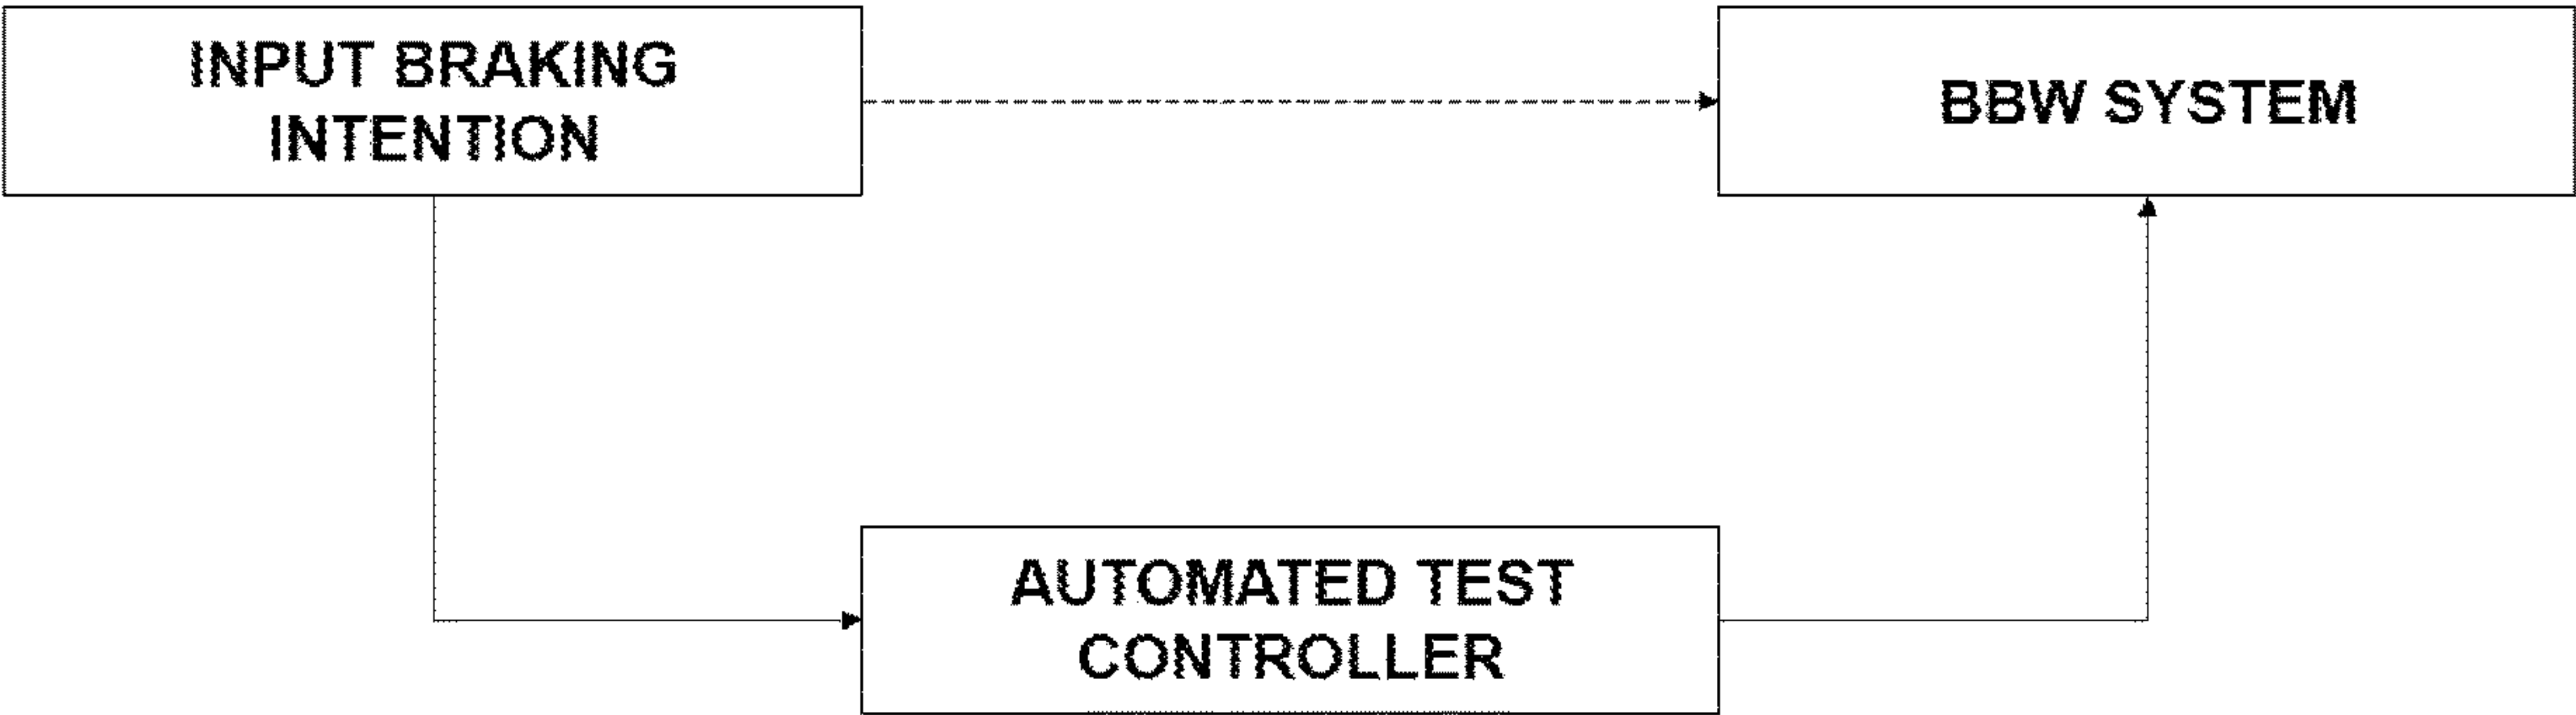 INPUT BRAKING
INTENTION
BBW SYSTEM
AUTOMATED TEST
CONTROLLER